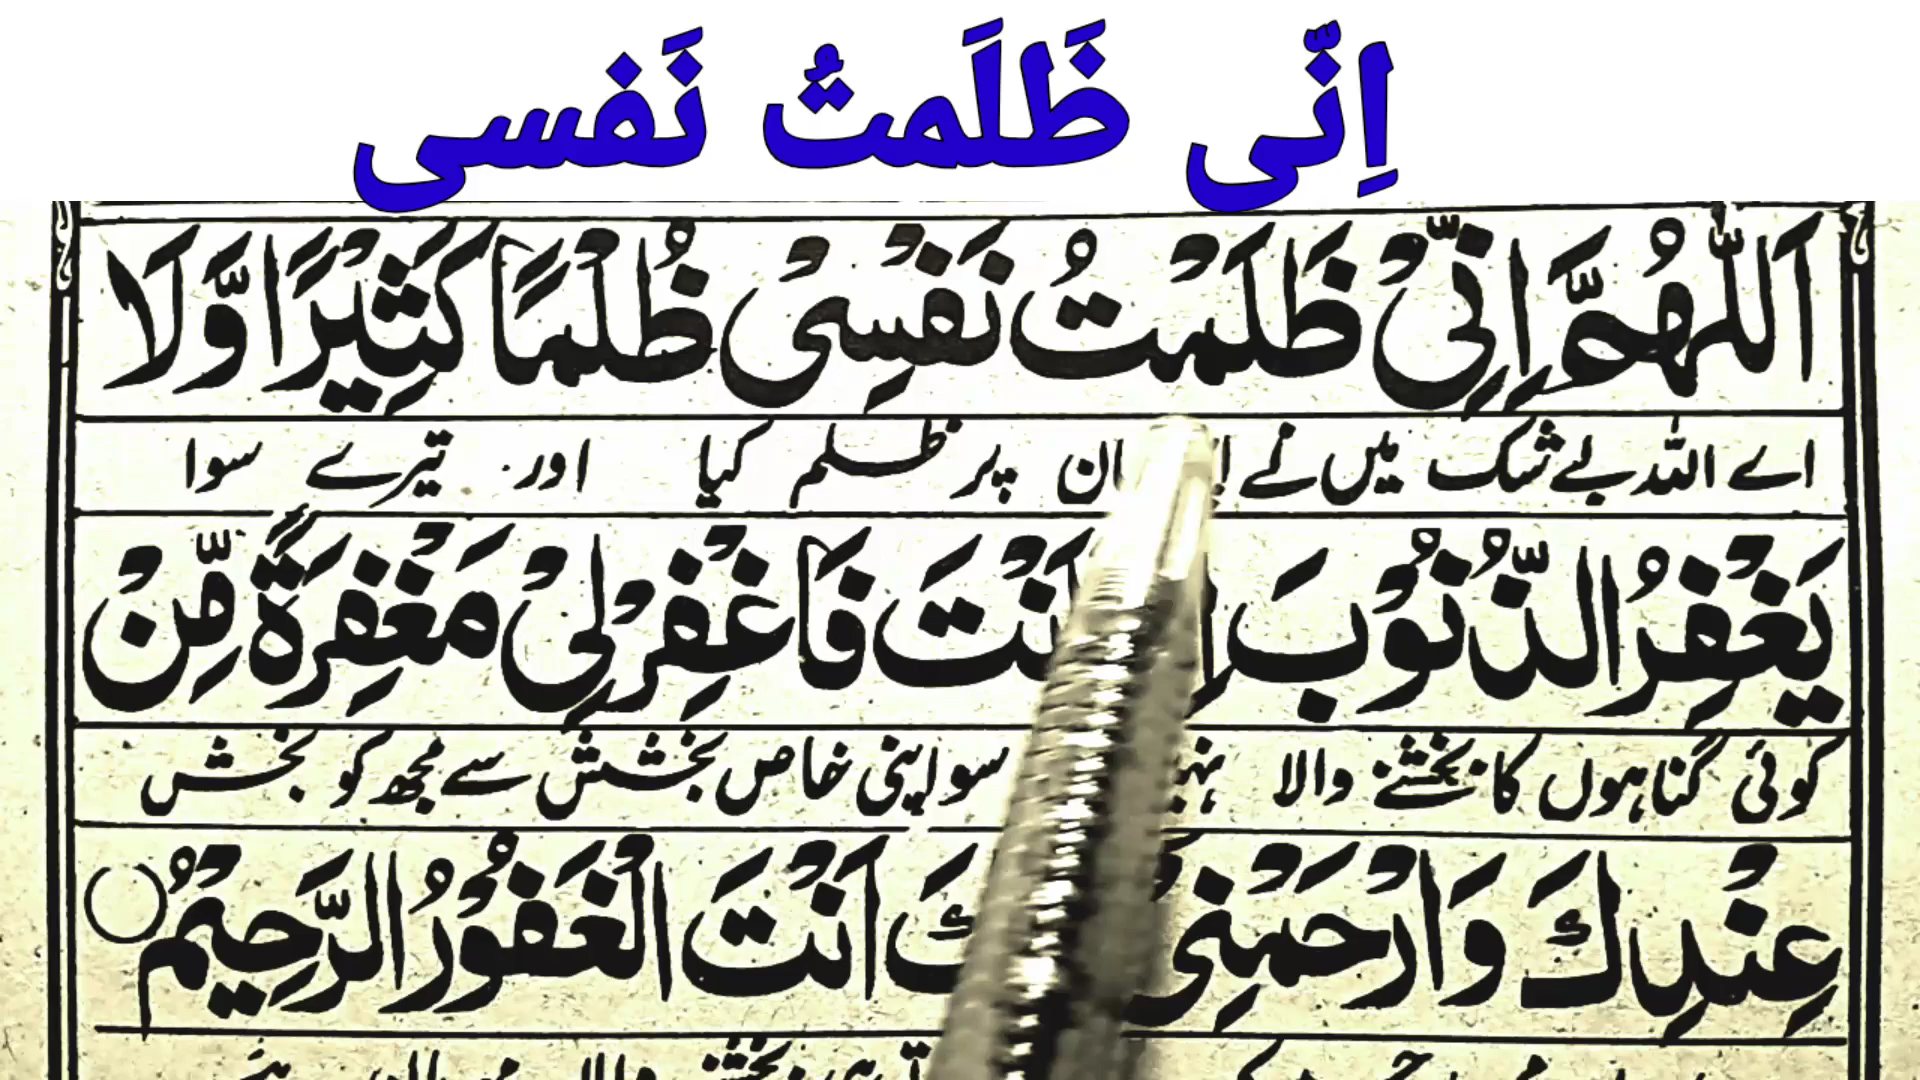 اِنّی ظَلَمتُ نَفسی
اَللّٰهُمَّ اِنِّیْ ظَلَمْتُ نَفْسِیْ ظُلْمًا کَثِیْرًا وَّلَا
اے اللہ بے شک میں نے ان پر ظلم کیا اور تیرے سوا
یَغْفِرُ الذُّنُوْبَ اَنْتَ فَاغْفِرْلِیْ مَغْفِرَةً مِّنْ
کوئی گناہوں کا بخشنے والا سو اپنی خاص بخشش سے مجھ کو بخش
عِنْدِكَ وَارْحَمْنِیْ كَ اَنْتَ الْغَفُوْرُ الرَّحِیْمُ